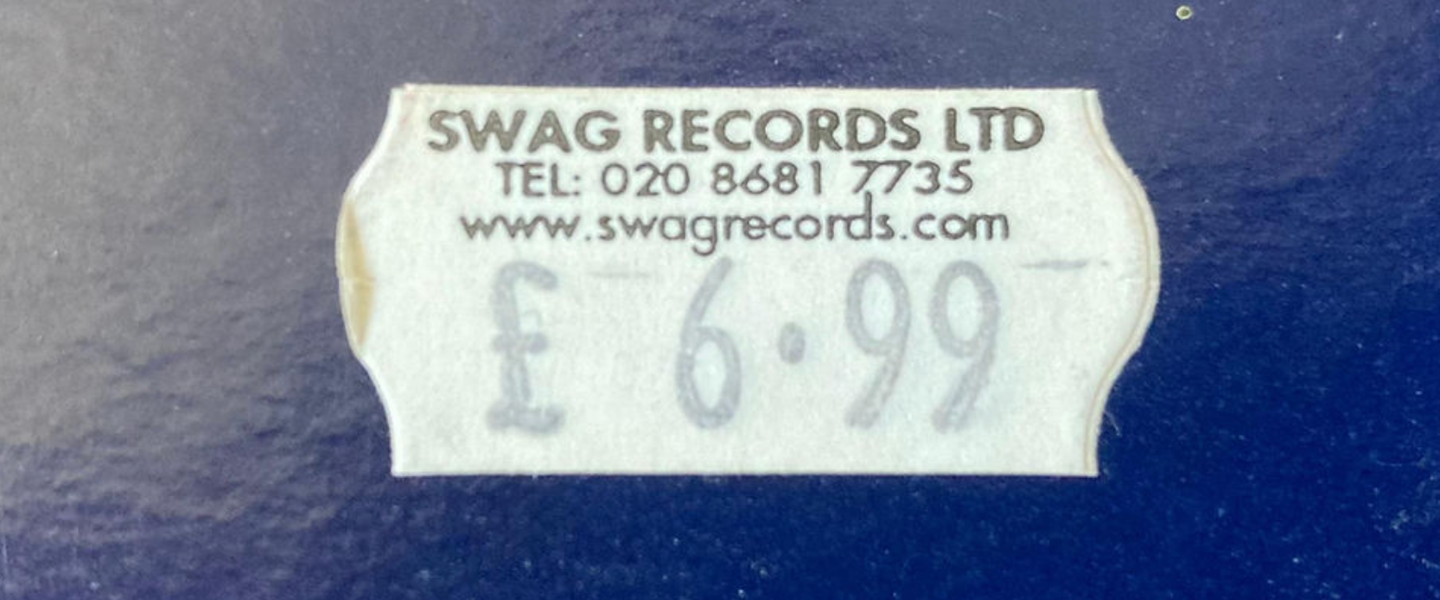 SWAG RECORDS LTD
TEL: 020 8681 7735
www.swagrecords.com
£ 6.99